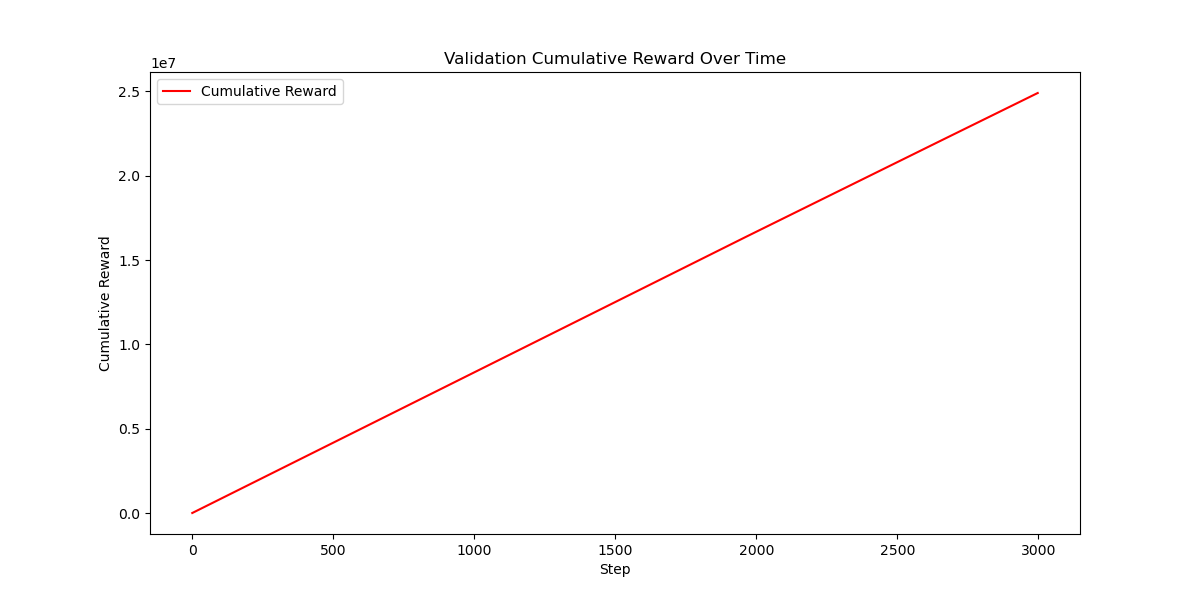 Validation Cumulative Reward Over Time
1e7
Cumulative Reward
2.5
2.0
1.5
1.0
0.5
0.0
Cumulative Reward
0 500 1000 1500 2000 2500 3000
Step